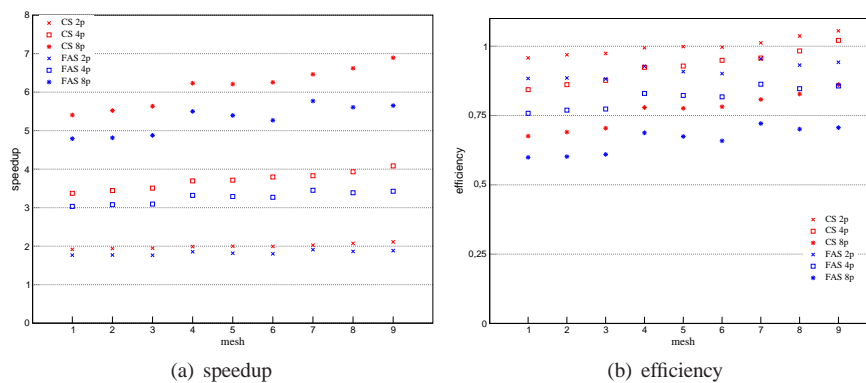 8
7
6
5
4
3
2
1
0
speedup
1 2 3 4 5 6 7 8 9
mesh
CS 2p
CS 4p
CS 8p
FAS 2p
FAS 4p
FAS 8p
(a) speedup
1
0,75
0,5
0,25
0
efficiency
1 2 3 4 5 6 7 8 9
mesh
CS 2p
CS 4p
CS 8p
FAS 2p
FAS 4p
FAS 8p
(b) efficiency